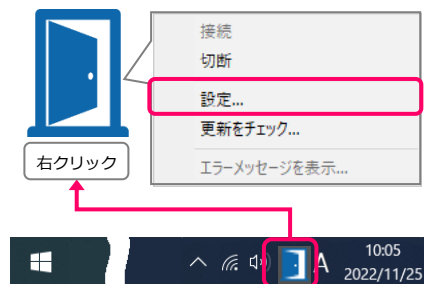 接続
切断
設定...
更新をチェック...
エラーメッセージを表示...
右クリック
A
10:05
2022/11/25